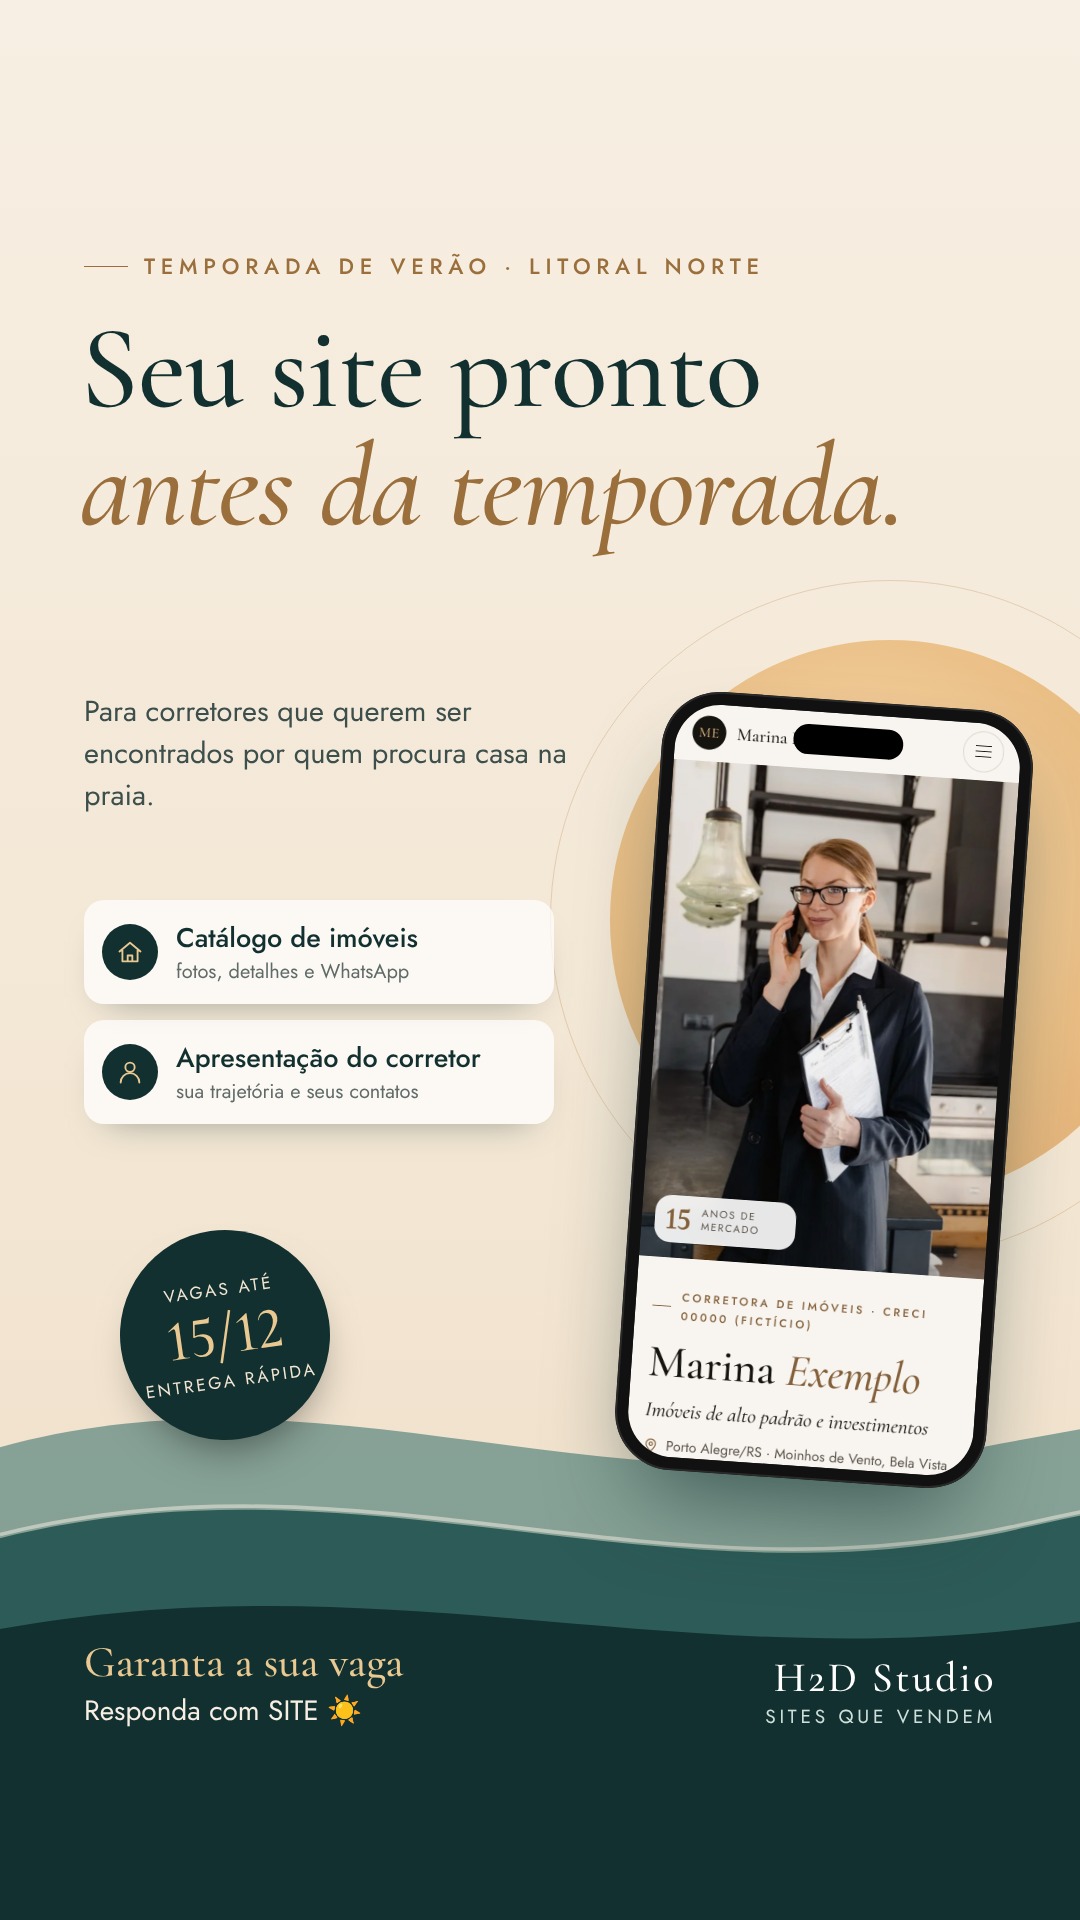 TEMPORADA DE VERÃO · LITORAL NORTE
Seu site pronto
antes da temporada.
Para corretores que querem ser
encontrados por quem procura casa na
praia.
Catálogo de imóveis
fotos, detalhes e WhatsApp
Apresentação do corretor
sua trajetória e seus contatos
VAGAS ATÉ
15/12
ENTREGA RÁPIDA
ME Marina
15 ANOS DE
MERCADO
CORRETORA DE IMÓVEIS · CRECI
00000 (FICTÍCIO)
Marina Exemplo
Imóveis de alto padrão e investimentos
Porto Alegre/RS · Moinhos de Vento, Bela Vista
Garanta a sua vaga
Responda com SITE ☀️
H2D Studio
SITES QUE VENDEM